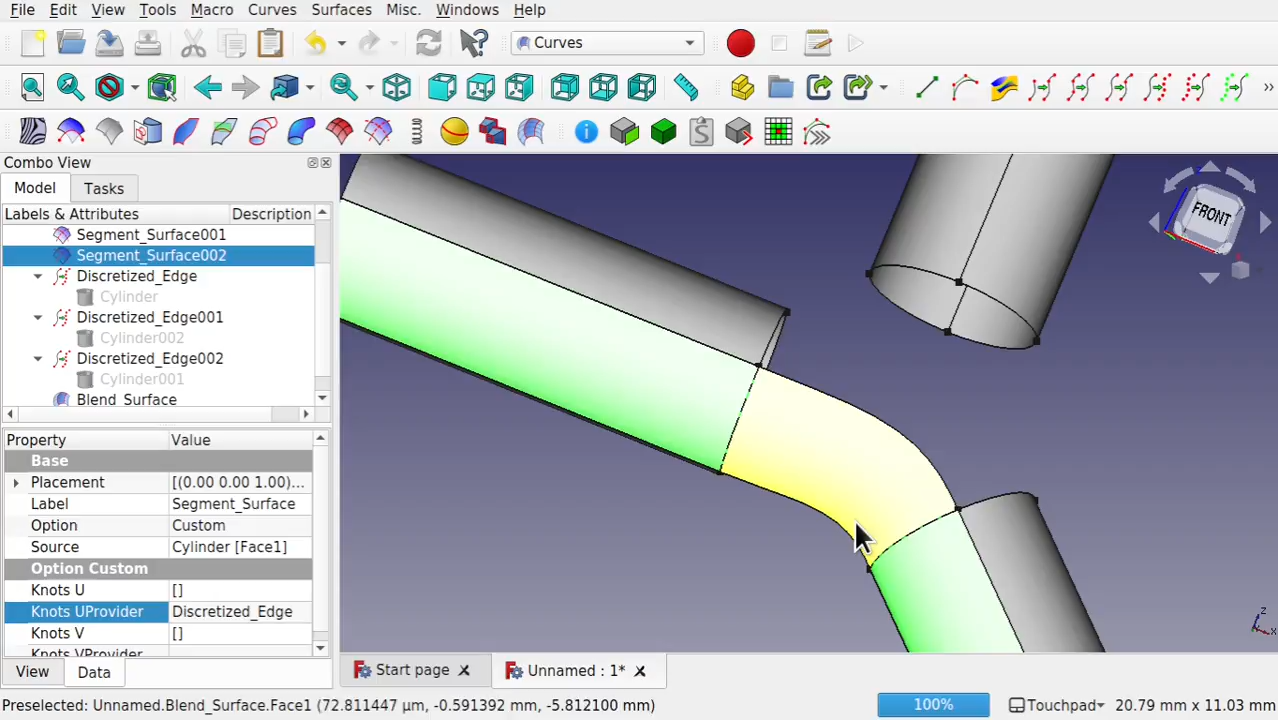 File Edit View Tools Macro Curves Surfaces Misc. Windows Help
Curves
»
S
Combo View
Model Tasks
Labels & Attributes Description
Segment_Surface001
Segment_Surface002
Discretized_Edge
Cylinder
Discretized_Edge001
Cylinder002
Discretized_Edge002
Cylinder001
Blend_Surface
Property Value
Base
Placement [(0.00 0.00 1.00)...
Label Segment_Surface
Option Custom
Source Cylinder [Face1]
Option Custom
Knots U []
Knots UProvider Discretized_Edge
Knots V []
Knots VProvider
View Data
FRONT
Z
X
Start page Unnamed : 1*
Preselected: Unnamed.Blend_Surface.Face1 (72.811447 µm, -0.591392 mm, -5.812100 mm) 100% Touchpad 20.79 mm x 11.03 mm